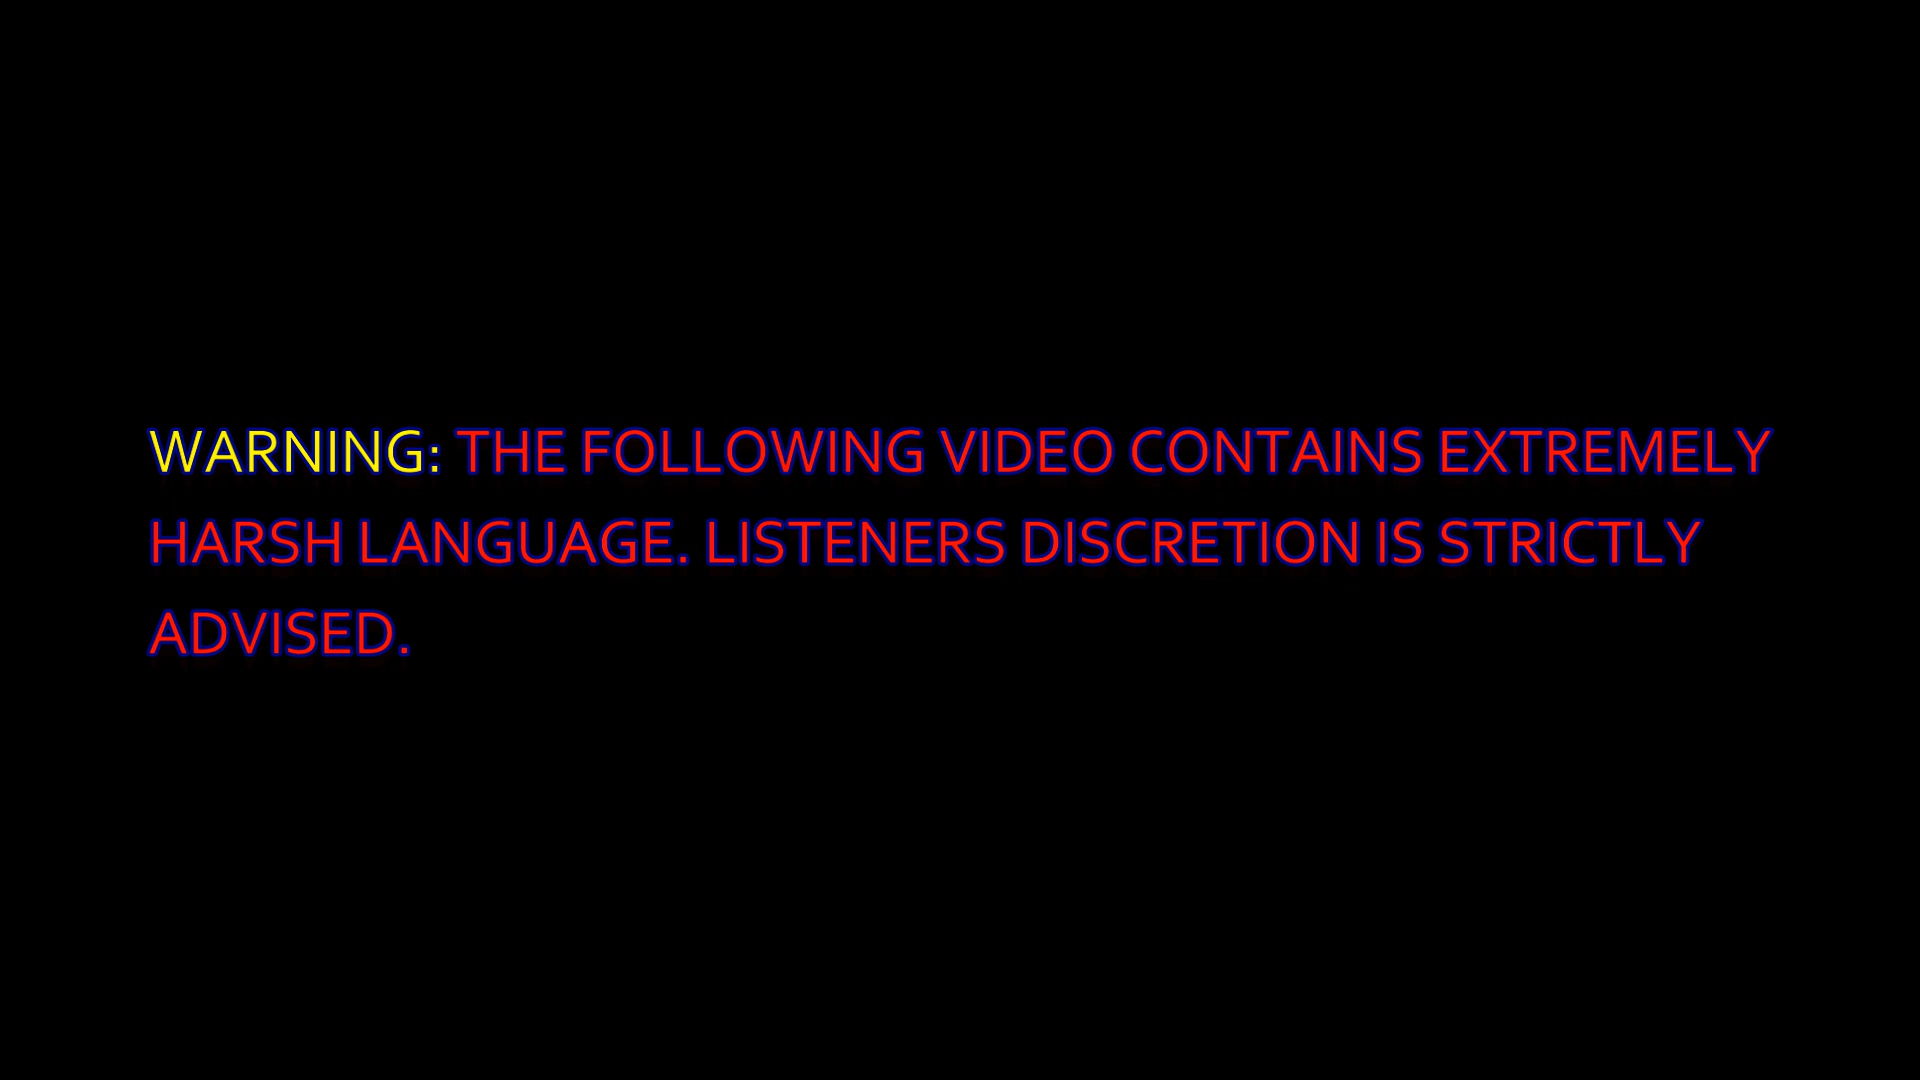 WARNING: THE FOLLOWING VIDEO CONTAINS EXTREMELY
HARSH LANGUAGE. LISTENERS DISCRETION IS STRICTLY
ADVISED.